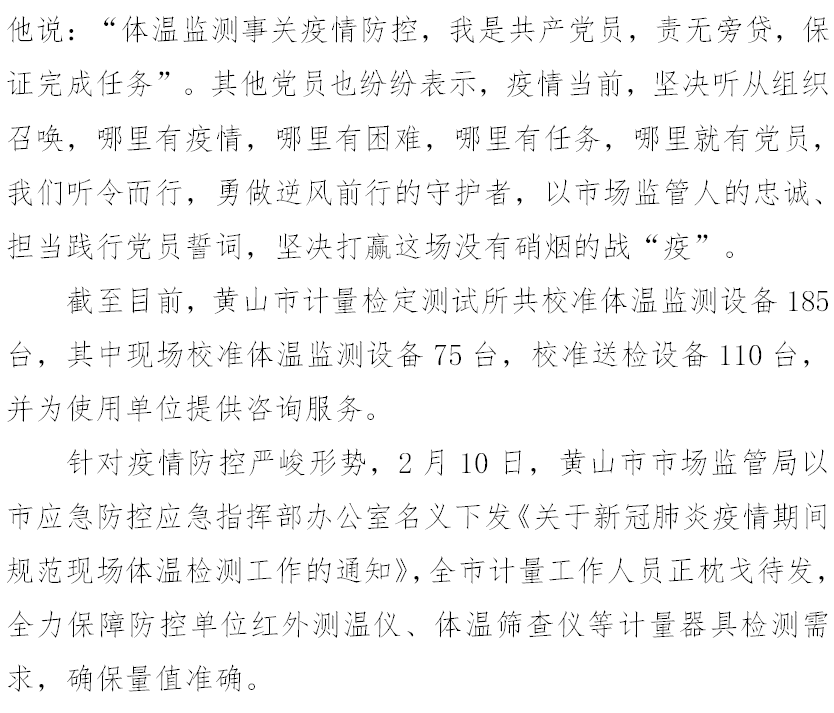 他说：“体温监测事关疫情防控，我是共产党员，责无旁贷，保
证完成任务”。其他党员也纷纷表示，疫情当前，坚决听从组织
召唤，哪里有疫情，哪里有困难，哪里有任务，哪里就有党员，
我们听令而行，勇做逆风前行的守护者，以市场监管人的忠诚、
担当践行党员誓词，坚决打赢这场没有硝烟的战“疫”。
截至目前，黄山市计量检定测试所共校准体温监测设备 185
台，其中现场校准体温监测设备 75 台，校准送检设备 110 台，
并为使用单位提供咨询服务。
针对疫情防控严峻形势，2 月 10 日，黄山市市场监管局以
市应急防控应急指挥部办公室名义下发《关于新冠肺炎疫情期间
规范现场体温检测工作的通知》，全市计量工作人员正枕戈待发，
全力保障防控单位红外测温仪、体温筛查仪等计量器具检测需
求，确保量值准确。